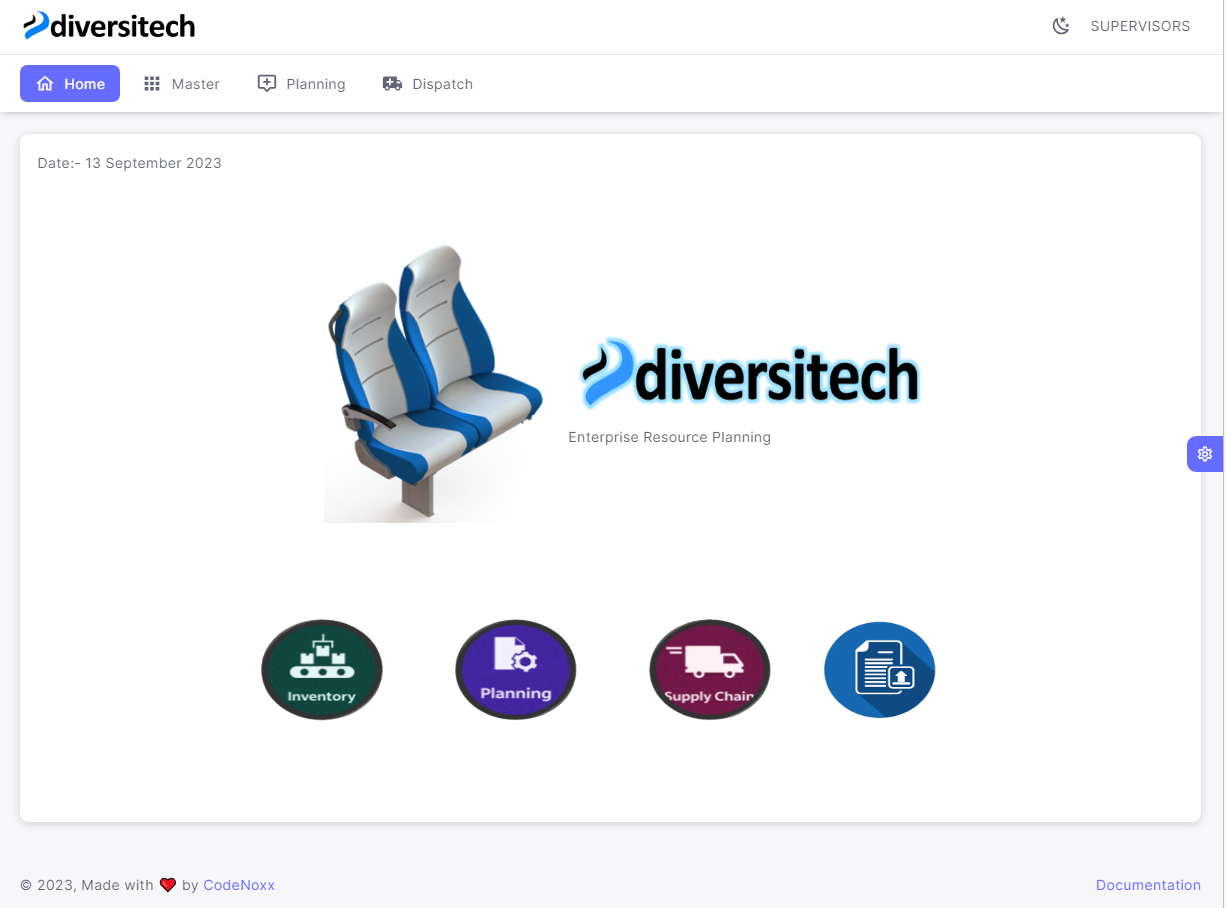 diversitech
SUPERVISORS
Home
Master
Planning
Dispatch
Date:- 13 September 2023
diversitech
Enterprise Resource Planning
Inventory
Planning
Supply Chain
© 2023, Made with ❤️ by CodeNoxx
Documentation